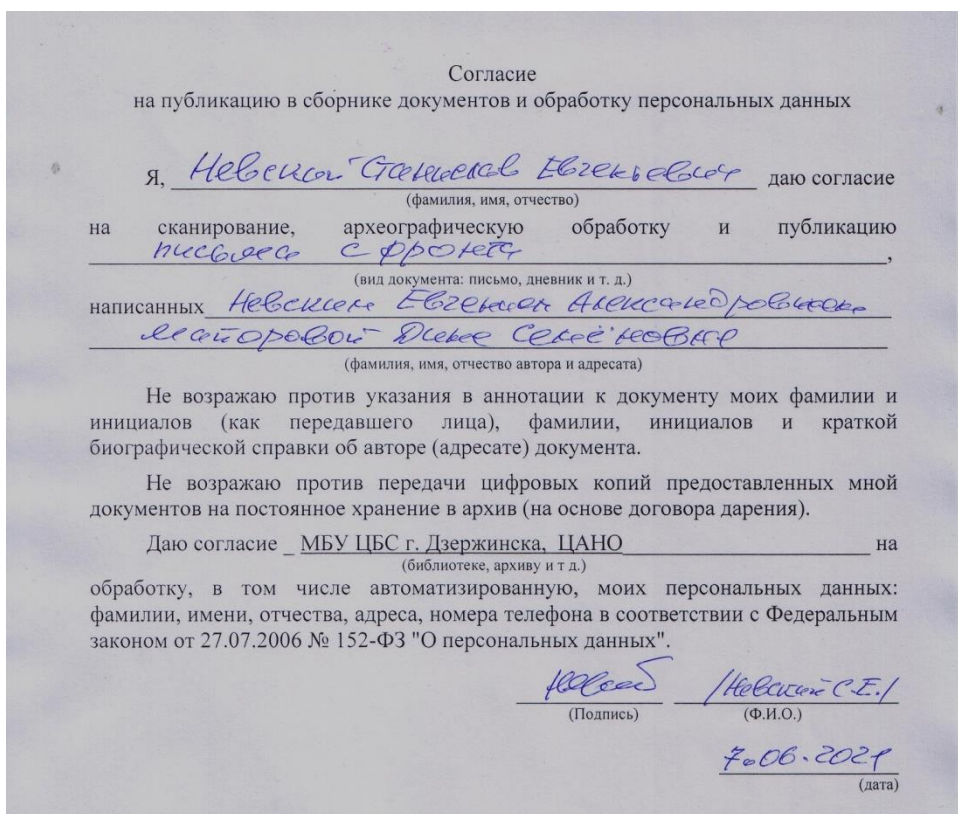 Согласие
на публикацию в сборнике документов и обработку персональных данных
Я, Невский Станислав Евгеньевич даю согласие
(фамилия, имя, отчество)
на сканирование, археографическую обработку и публикацию
письма с фронта,
(вид документа: письмо, дневник и т. д.)
написанных Невским Евгением Александровичем
Майоровой Дине Семёновне
(фамилия, имя, отчество автора и адресата)
Не возражаю против указания в аннотации к документу моих фамилии и
инициалов (как передавшего лица), фамилии, инициалов и краткой
биографической справки об авторе (адресате) документа.
Не возражаю против передачи цифровых копий предоставленных мной
документов на постоянное хранение в архив (на основе договора дарения).
Даю согласие МБУ ЦБС г. Дзержинска, ЦАНО на
(библиотеке, архиву и т д.)
обработку, в том числе автоматизированную, моих персональных данных:
фамилии, имени, отчества, адреса, номера телефона в соответствии с Федеральным
законом от 27.07.2006 № 152-ФЗ "О персональных данных".
/Невский С.Е./
(Подпись) (Ф.И.О.)
7.06.2021
(дата)